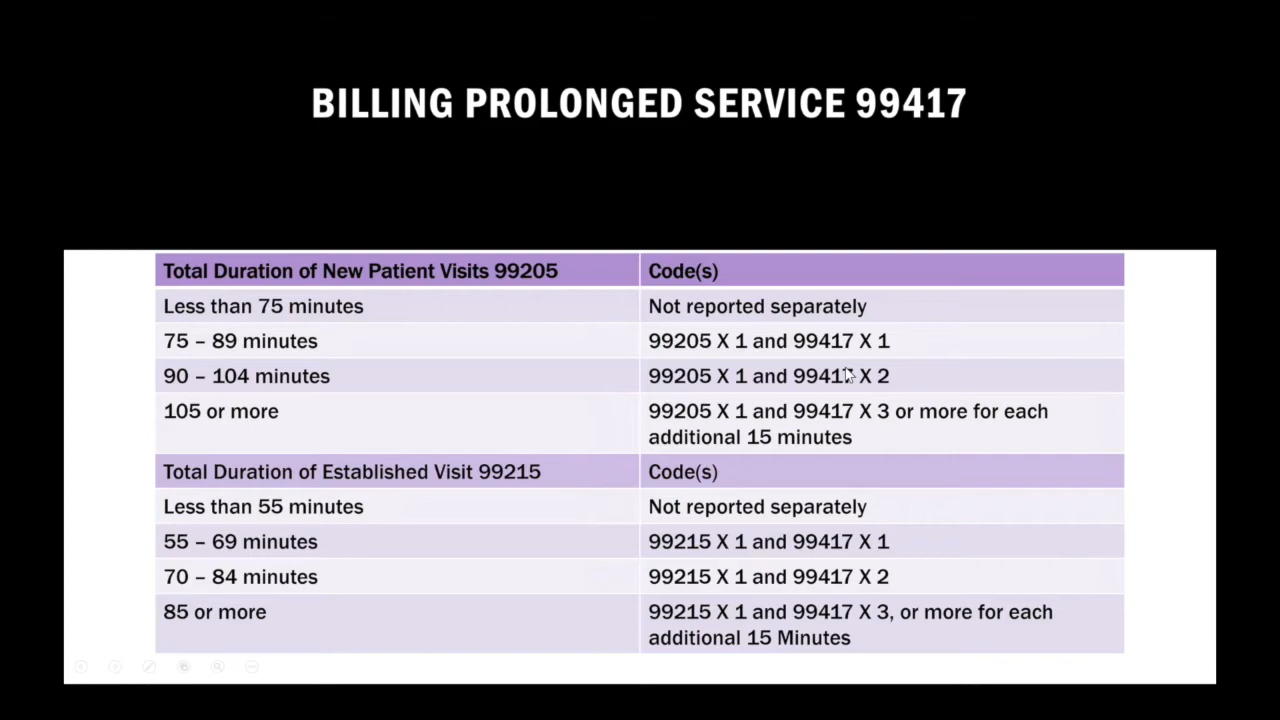 BILLING PROLONGED SERVICE 99417
Total Duration of New Patient Visits 99205
Code(s)
Less than 75 minutes
Not reported separately
75 – 89 minutes
99205 X 1 and 99417 X 1
90 – 104 minutes
99205 X 1 and 99417 X 2
105 or more
99205 X 1 and 99417 X 3 or more for each
additional 15 minutes
Total Duration of Established Visit 99215
Code(s)
Less than 55 minutes
Not reported separately
55 – 69 minutes
99215 X 1 and 99417 X 1
70 – 84 minutes
99215 X 1 and 99417 X 2
85 or more
99215 X 1 and 99417 X 3, or more for each
additional 15 Minutes